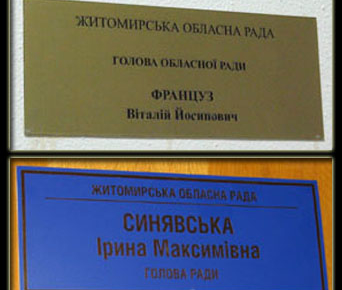 ЖИТОМИРСЬКА ОБЛАСНА РАДА
ГОЛОВА ОБЛАСНОЇ РАДИ
ФРАНЦУЗ
Віталій Йосипович
ЖИТОМИРСЬКА ОБЛАСНА РАДА
СИНЯВСЬКА
Ірина Максимівна
ГОЛОВА РАДИ